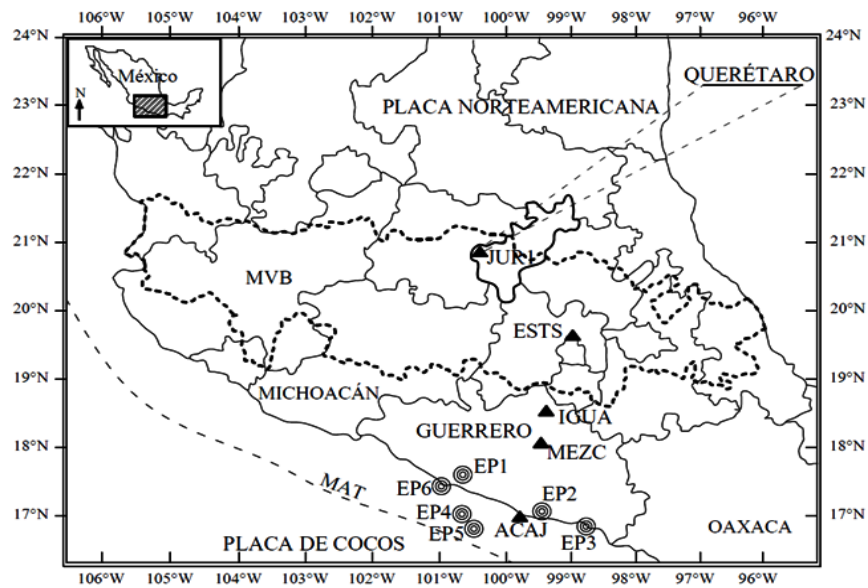 106°W 105°W 104°W 103°W 102°W 101°W 100°W 99°W 98°W 97°W 96°W
24°N 24°N
México
N
QUERÉTARO
23°N 23°N
PLACA NORTEAMERICANA
22°N 22°N
21°N 21°N
JUR1
MVB
20°N 20°N
ESTS
19°N 19°N
MICHOACÁN
IGUA
GUERRERO
18°N 18°N
MEZC
EP1
MAT
EP6
EP2
EP4
17°N 17°N
EP5
ACAJ
EP3
OAXACA
PLACA DE COCOS
106°W 105°W 104°W 103°W 102°W 101°W 100°W 99°W 98°W 97°W 96°W